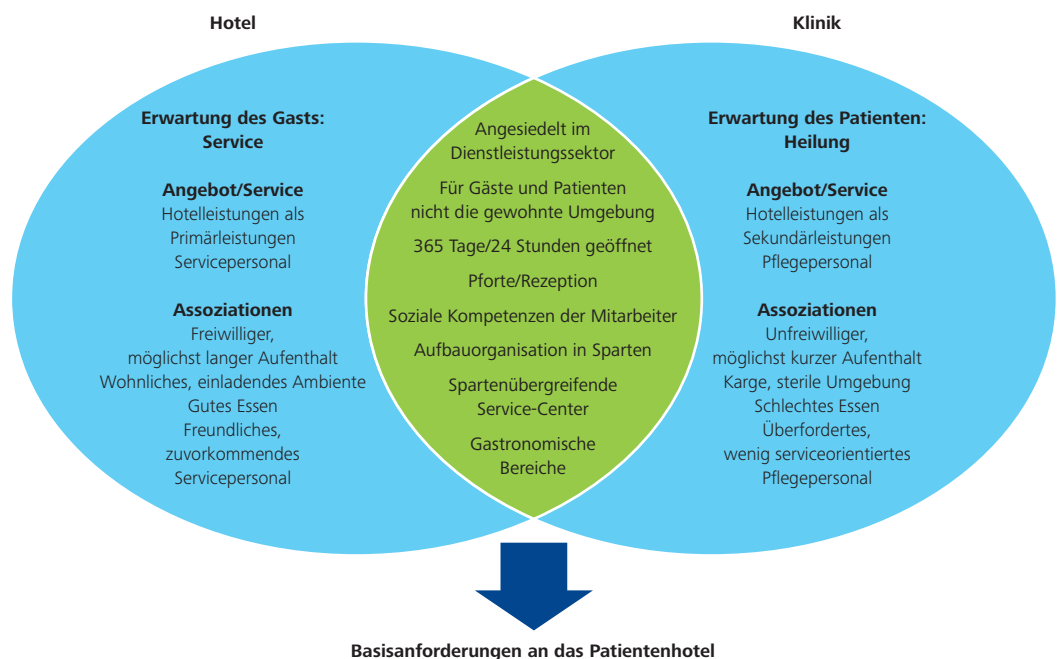 Hotel
Klinik
Erwartung des Gasts:
Service
Angebot/Service
Hotelleistungen als
Primärleistungen
Servicepersonal
Assoziationen
Freiwilliger,
möglichst langer Aufenthalt
Wohnliches, einladendes Ambiente
Gutes Essen
Freundliches,
zuvorkommendes
Servicepersonal
Angesiedelt im
Dienstleistungssektor
Für Gäste und Patienten
nicht die gewohnte Umgebung
365 Tage/24 Stunden geöffnet
Pforte/Rezeption
Soziale Kompetenzen der Mitarbeiter
Aufbauorganisation in Sparten
Spartenübergreifende
Service-Center
Gastronomische
Bereiche
Erwartung des Patienten:
Heilung
Angebot/Service
Hotelleistungen als
Sekundärleistungen
Pflegepersonal
Assoziationen
Unfreiwilliger,
möglichst kurzer Aufenthalt
Karge, sterile Umgebung
Schlechtes Essen
Überfordertes,
wenig serviceorientiertes
Pflegepersonal
Basisanforderungen an das Patientenhotel